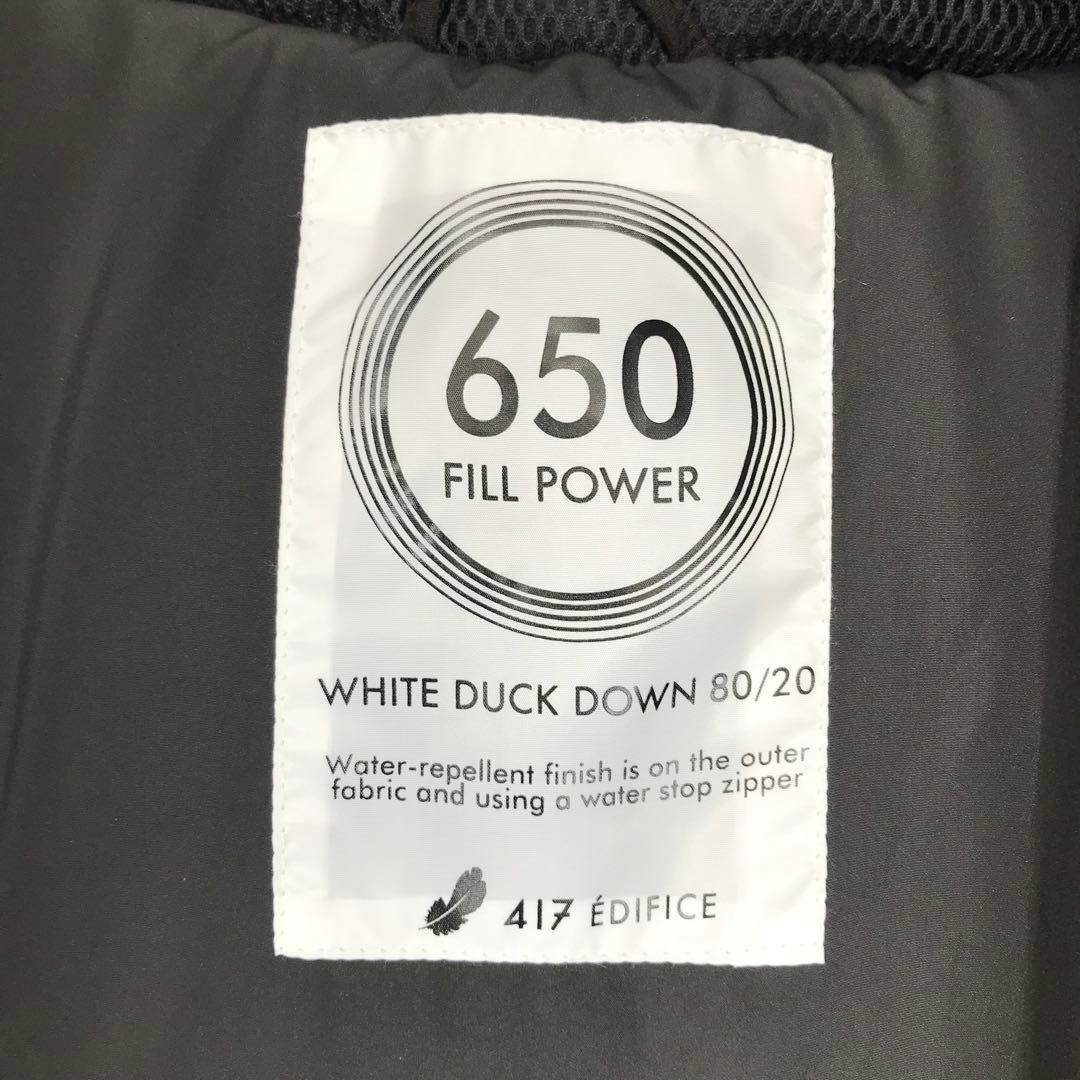 650
FILL POWER
WHITE DUCK DOWN 80/20
Water-repellent finish is on the outer
fabric and using a water stop zipper
417 ÉDIFICE